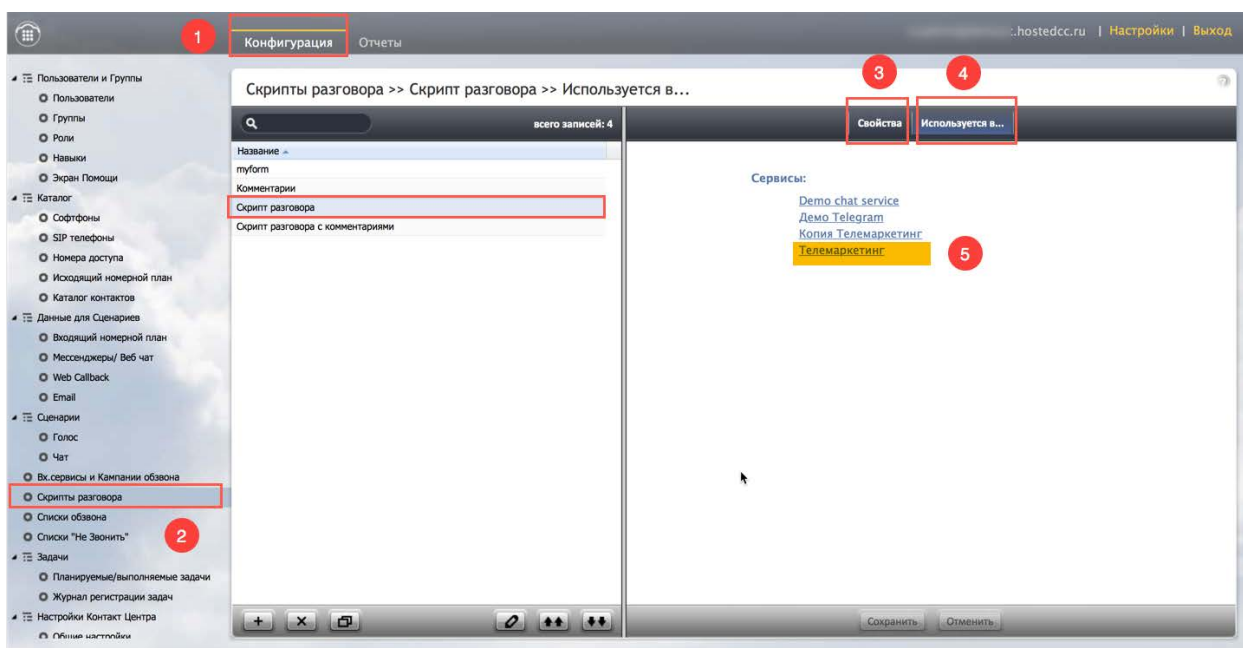 1
Конфигурация
Отчеты
:.hostedcc.ru | Настройки | Выход
Пользователи и Группы
Пользователи
Группы
Роли
Навыки
Экран Помощи
Каталог
Софтфоны
SIP телефоны
Номера доступа
Исходящий номерной план
Каталог контактов
Данные для Сценариев
Входящий номерной план
Мессенджеры/ Веб чат
Web Callback
Email
Сценарии
Голос
Чат
Вх.сервисы и Кампании обзвона
Скрипты разговора
Списки обзвона
Списки "Не Звонить"
2
Задачи
Планируемые/выполняемые задачи
Журнал регистрации задач
Настройки Контакт Центра
Общие настройки
Скрипты разговора >> Скрипт разговора >> Используется в...
3
4
всего записей: 4
Свойства
Используется в...
Название
myform
Комментарии
Скрипт разговора
Скрипт разговора с комментариями
Сервисы:
Demo chat service
Демо Telegram
Копия Телемаркетинг
Телемаркетинг
5
Сохранить
Отменить